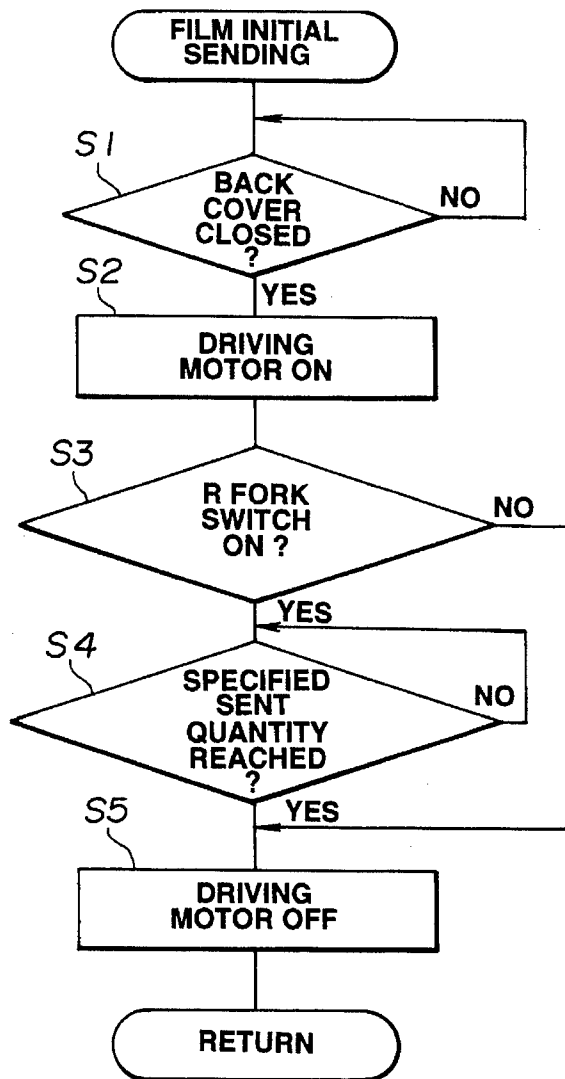 FILM INITIAL
SENDING
S1
BACK
COVER
CLOSED
?
NO
YES
S2
DRIVING
MOTOR ON
S3
R FORK
SWITCH
ON ?
NO
YES
S4
SPECIFIED
SENT
QUANTITY
REACHED
?
NO
YES
S5
DRIVING
MOTOR OFF
RETURN